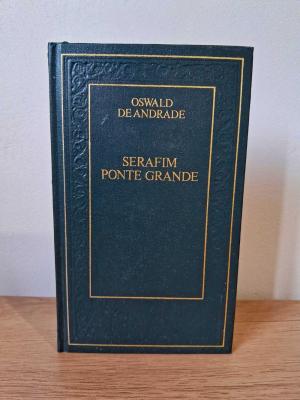 OSWALD
DE ANDRADE
SERAFIM
PONTE GRANDE